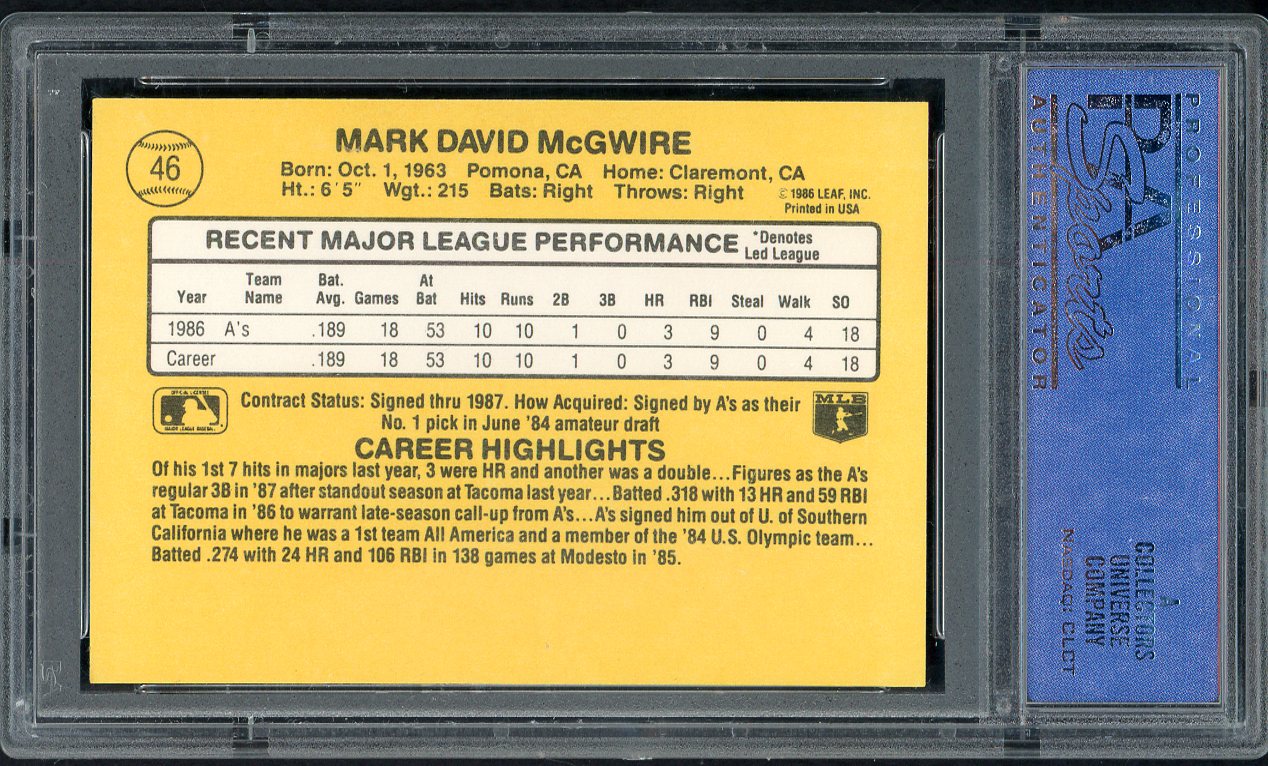 46
MARK DAVID McGWIRE
Born: Oct. 1, 1963 Pomona, CA Home: Claremont, CA
Ht.: 6'5" Wgt.: 215 Bats: Right Throws: Right
© 1986 LEAF, INC.
Printed in USA
RECENT MAJOR LEAGUE PERFORMANCE
*Denotes
Led League
Year Team Name Bat. Avg. Games At Bat Hits Runs 2B 3B HR RBI Steal Walk SO
1986 A's .189 18 53 10 10 1 0 3 9 0 4 18
Career .189 18 53 10 10 1 0 3 9 0 4 18
Contract Status: Signed thru 1987. How Acquired: Signed by A's as their
No. 1 pick in June '84 amateur draft
MLB
CAREER HIGHLIGHTS
Of his 1st 7 hits in majors last year, 3 were HR and another was a double...Figures as the A's
regular 3B in '87 after standout season at Tacoma last year...Batted .318 with 13 HR and 59 RBI
at Tacoma in '86 to warrant late-season call-up from A's...A's signed him out of U. of Southern
California where he was a 1st team All America and a member of the '84 U.S. Olympic team...
Batted .274 with 24 HR and 106 RBI in 138 games at Modesto in '85.
PROFESSIONAL
PSA
AUTHENTICATOR
A
COLLECTORS
UNIVERSE
COMPANY
NASDAQ: CLCT